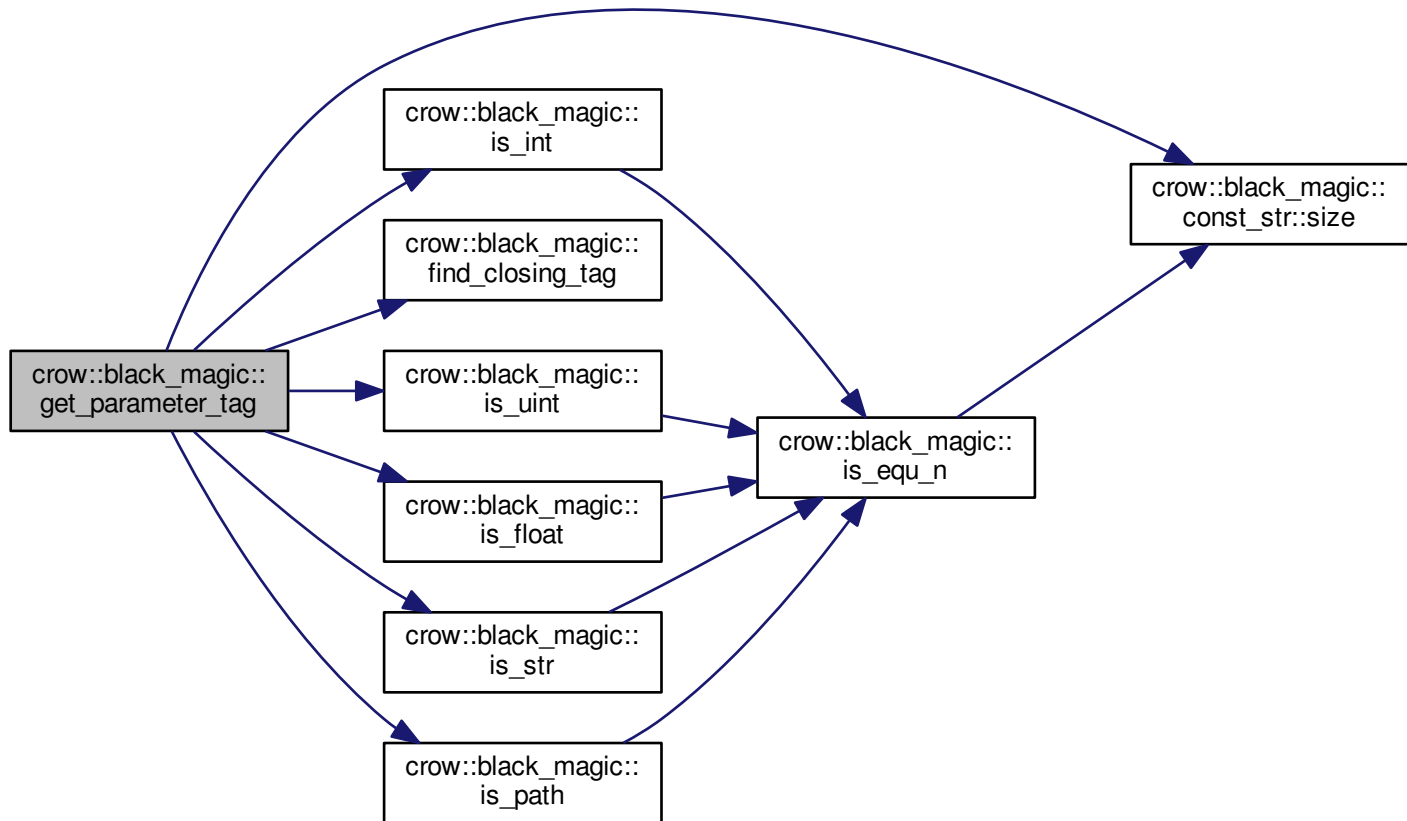 crow::black_magic::
get_parameter_tag
crow::black_magic::
is_int
crow::black_magic::
find_closing_tag
crow::black_magic::
is_uint
crow::black_magic::
is_float
crow::black_magic::
is_str
crow::black_magic::
is_path
crow::black_magic::
is_equ_n
crow::black_magic::
const_str::size